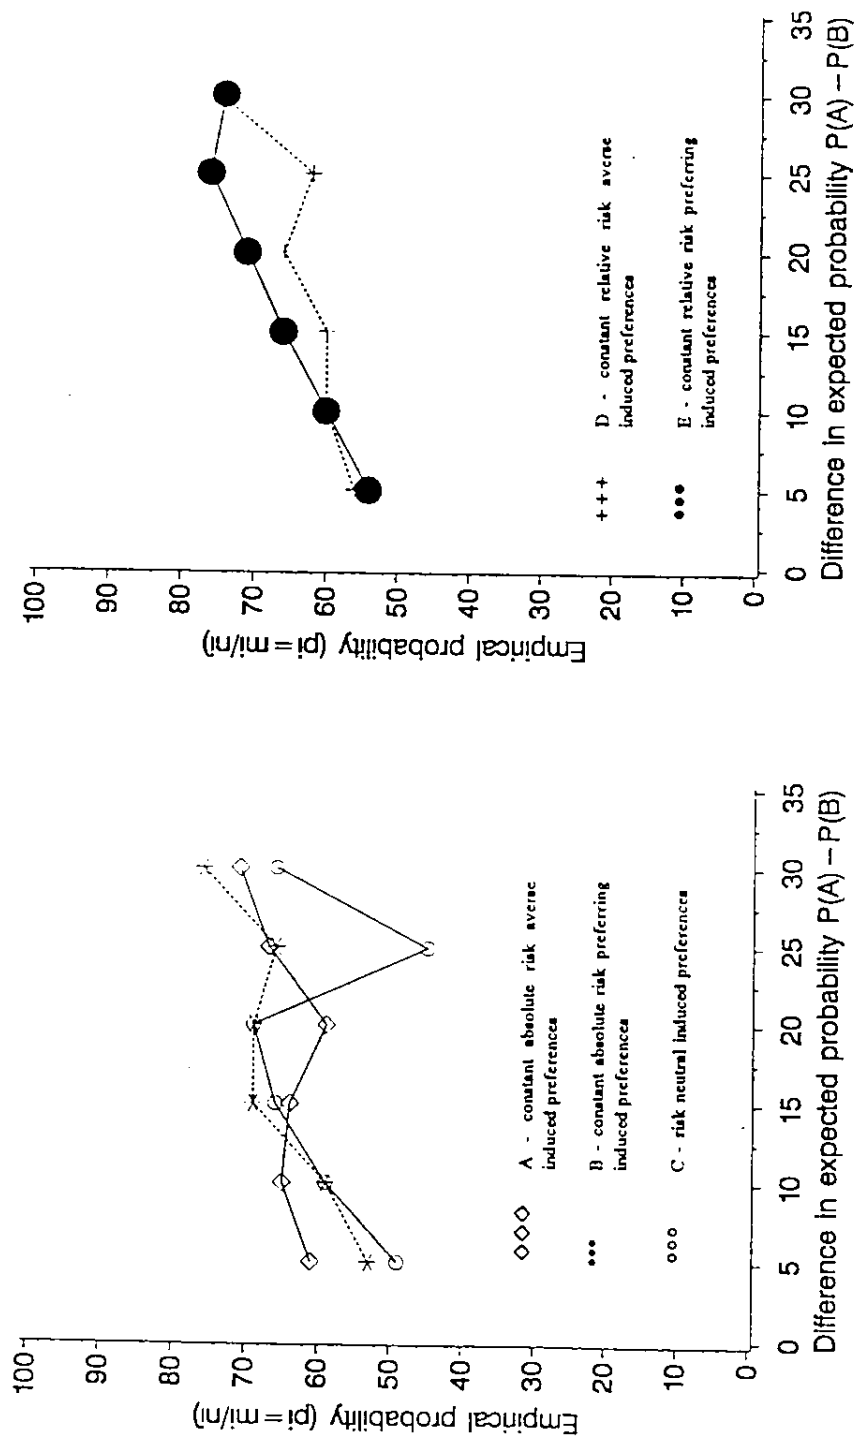 Empirical probability (pi=mi/ni)
100
90
80
70
60
50
40
30
20
10
0
0 5 10 15 20 25 30 35
Difference in expected probability P(A) – P(B)
◇◇◇ A - constant absolute risk averse
induced preferences
B - constant absolute risk preferring
induced preferences
○○○ C - risk neutral induced preferences
Empirical probability (pi=mi/ni)
100
90
80
70
60
50
40
30
20
10
0
0 5 10 15 20 25 30 35
Difference in expected probability P(A) – P(B)
+++ D - constant relative risk averse
induced preferences
●●● E - constant relative risk preferring
induced preferences